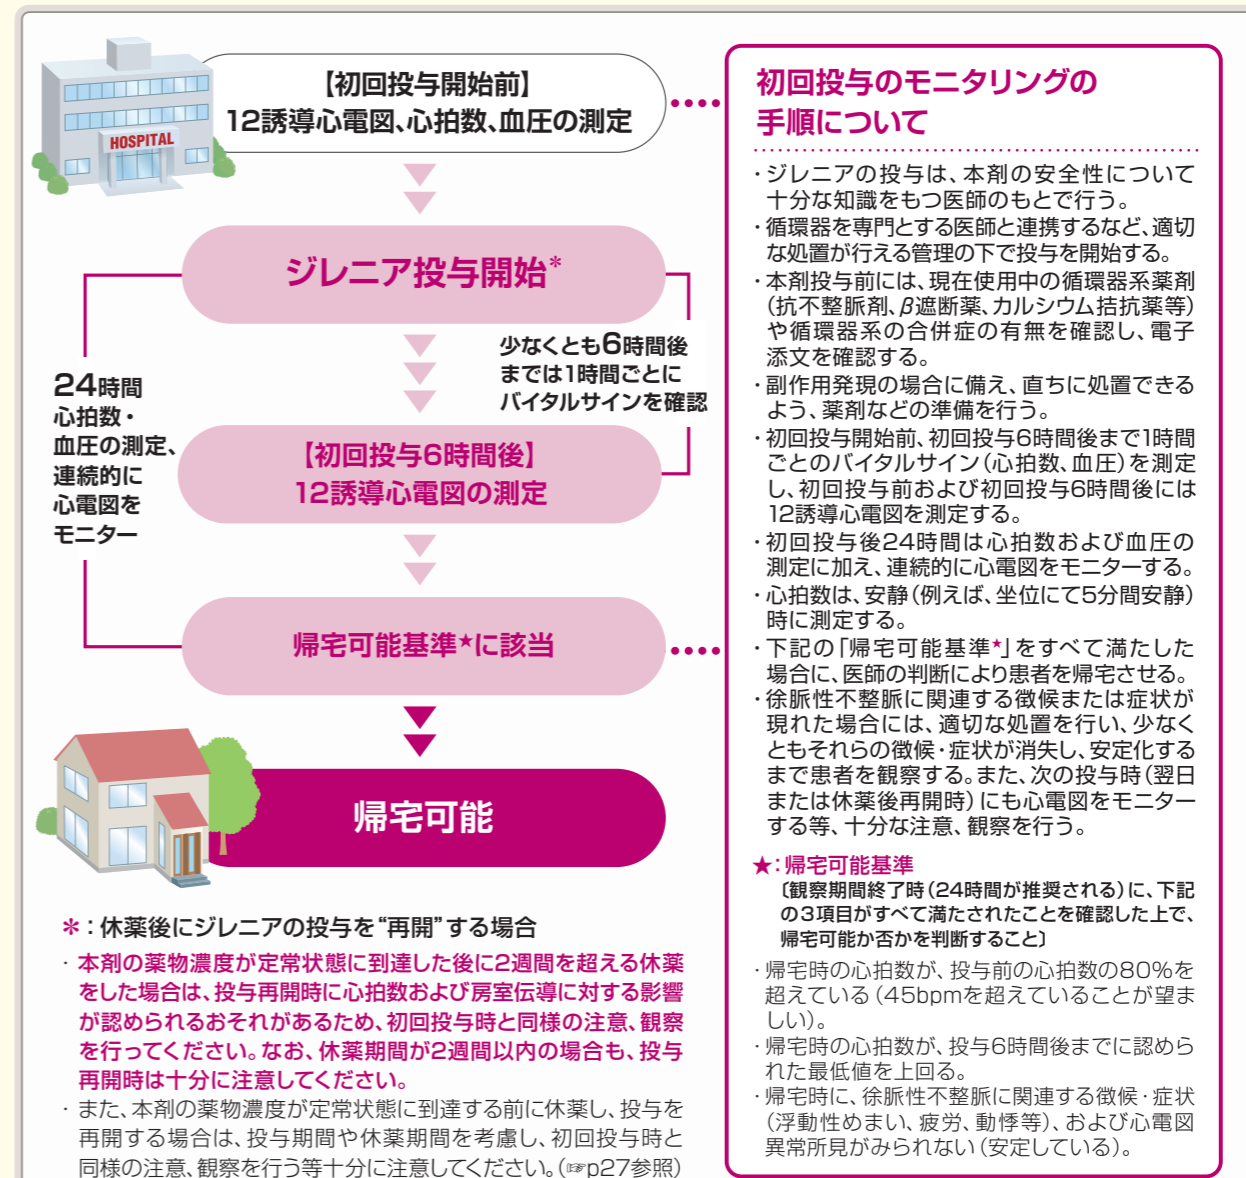 HOSPITAL
【初回投与開始前】
12誘導心電図、心拍数、血圧の測定
ジレニア投与開始*
少なくとも6時間後
までは1時間ごとに
バイタルサインを確認
24時間
心拍数・
血圧の測定、
連続的に
心電図を
モニター
【初回投与6時間後】
12誘導心電図の測定
帰宅可能基準★に該当
帰宅可能
*：休薬後にジレニアの投与を“再開”する場合
・本剤の薬物濃度が定常状態に到達した後に2週間を超える休薬
をした場合は、投与再開時に心拍数および房室伝導に対する影響
が認められるおそれがあるため、初回投与時と同様の注意、観察
を行ってください。なお、休薬期間が2週間以内の場合も、投与
再開時は十分に注意してください。
・また、本剤の薬物濃度が定常状態に到達する前に休薬し、投与を
再開する場合は、投与期間や休薬期間を考慮し、初回投与時と
同様の注意、観察を行う等十分に注意してください。（☞p27参照）
初回投与のモニタリングの
手順について
・ジレニアの投与は、本剤の安全性について
十分な知識をもつ医師のもとで行う。
・循環器を専門とする医師と連携するなど、適切
な処置が行える管理の下で投与を開始する。
・本剤投与前には、現在使用中の循環器系薬剤
（抗不整脈剤、β遮断薬、カルシウム拮抗薬等）
や循環器系の合併症の有無を確認し、電子
添文を確認する。
・副作用発現の場合に備え、直ちに処置できる
よう、薬剤などの準備を行う。
・初回投与開始前、初回投与6時間後まで1時間
ごとのバイタルサイン（心拍数、血圧）を測定
し、初回投与前および初回投与6時間後には
12誘導心電図を測定する。
・初回投与後24時間は心拍数および血圧の
測定に加え、連続的に心電図をモニターする。
・心拍数は、安静（例えば、坐位にて5分間安静）
時に測定する。
・下記の「帰宅可能基準★」をすべて満たした
場合に、医師の判断により患者を帰宅させる。
・徐脈性不整脈に関連する徴候または症状が
現れた場合には、適切な処置を行い、少なく
ともそれらの徴候・症状が消失し、安定化する
まで患者を観察する。また、次の投与時（翌日
または休薬後再開時）にも心電図をモニター
する等、十分な注意、観察を行う。
★：帰宅可能基準
〔観察期間終了時（24時間が推奨される）に、下記
の3項目がすべて満たされたことを確認した上で、
帰宅可能か否かを判断すること〕
・帰宅時の心拍数が、投与前の心拍数の80％を
超えている（45bpmを超えていることが望ま
しい）。
・帰宅時の心拍数が、投与6時間後までに認めら
れた最低値を上回る。
・帰宅時に、徐脈性不整脈に関連する徴候・症状
（浮動性めまい、疲労、動悸等）、および心電図
異常所見がみられない（安定している）。